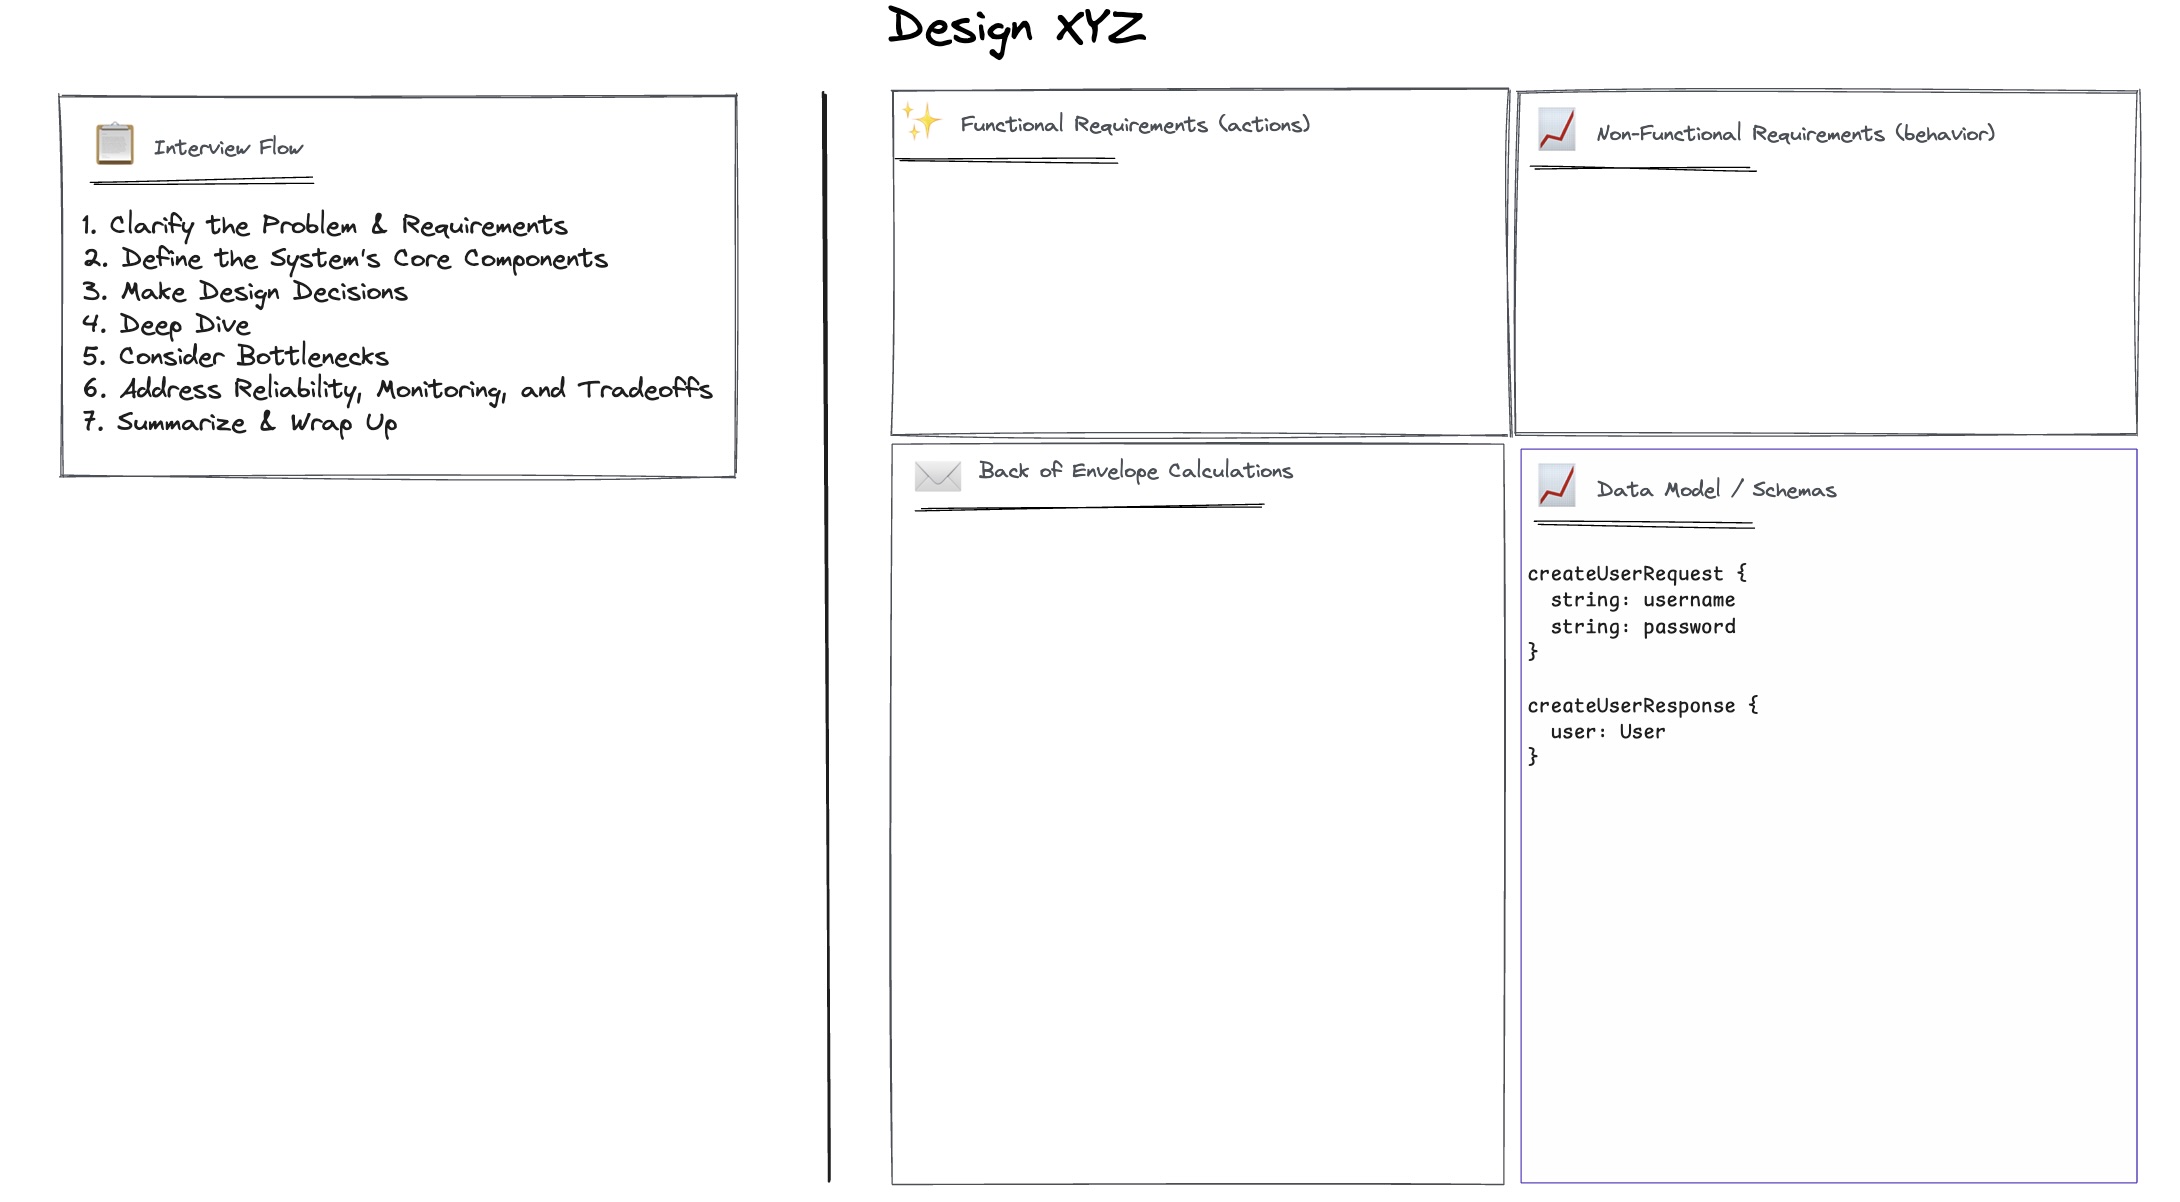 Design XYZ
Interview Flow
1. Clarify the Problem & Requirements
2. Define the System's Core Components
3. Make Design Decisions
4. Deep Dive
5. Consider Bottlenecks
6. Address Reliability, Monitoring, and Tradeoffs
7. Summarize & Wrap Up
Functional Requirements (actions)
Non-Functional Requirements (behavior)
Back of Envelope Calculations
Data Model / Schemas
createUserRequest {
  string: username
  string: password
}
createUserResponse {
  user: User
}